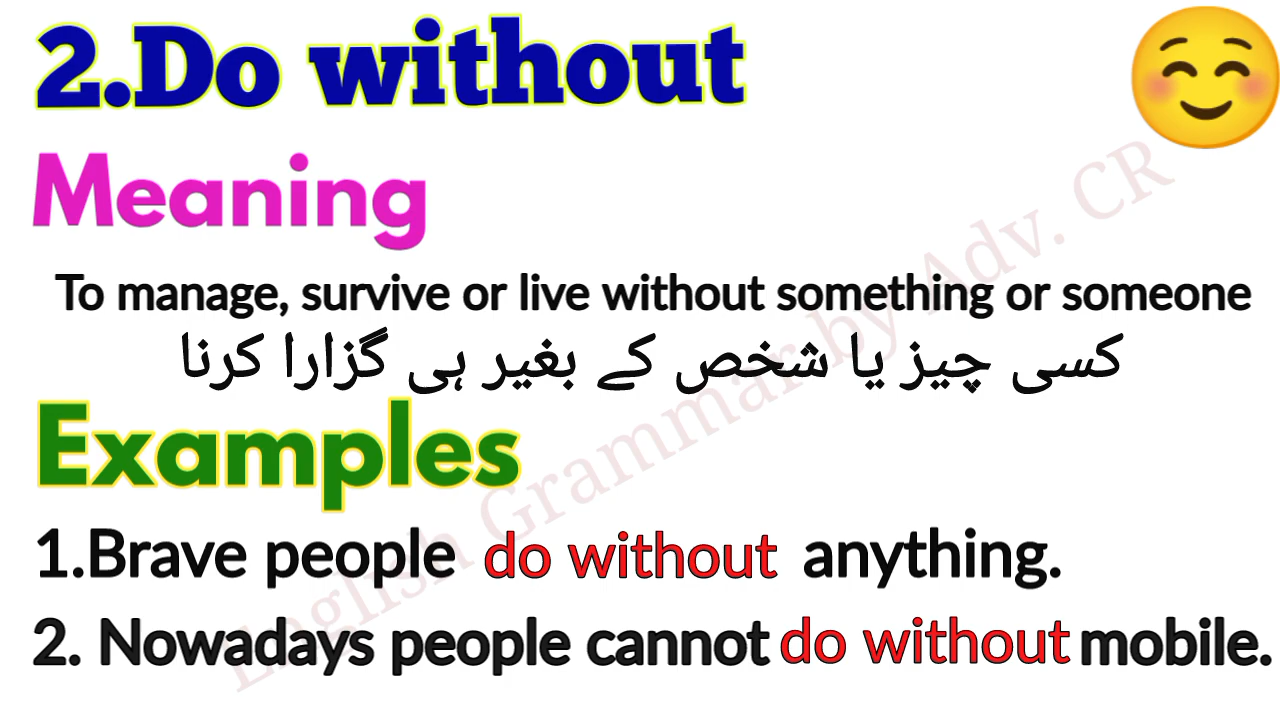 2.Do without
Meaning
To manage, survive or live without something or someone
کسی چیز یا شخص کے بغیر ہی گزارا کرنا
Examples
1.Brave people do without anything.
2. Nowadays people cannot do without mobile.
English Grammar by Adv. CR